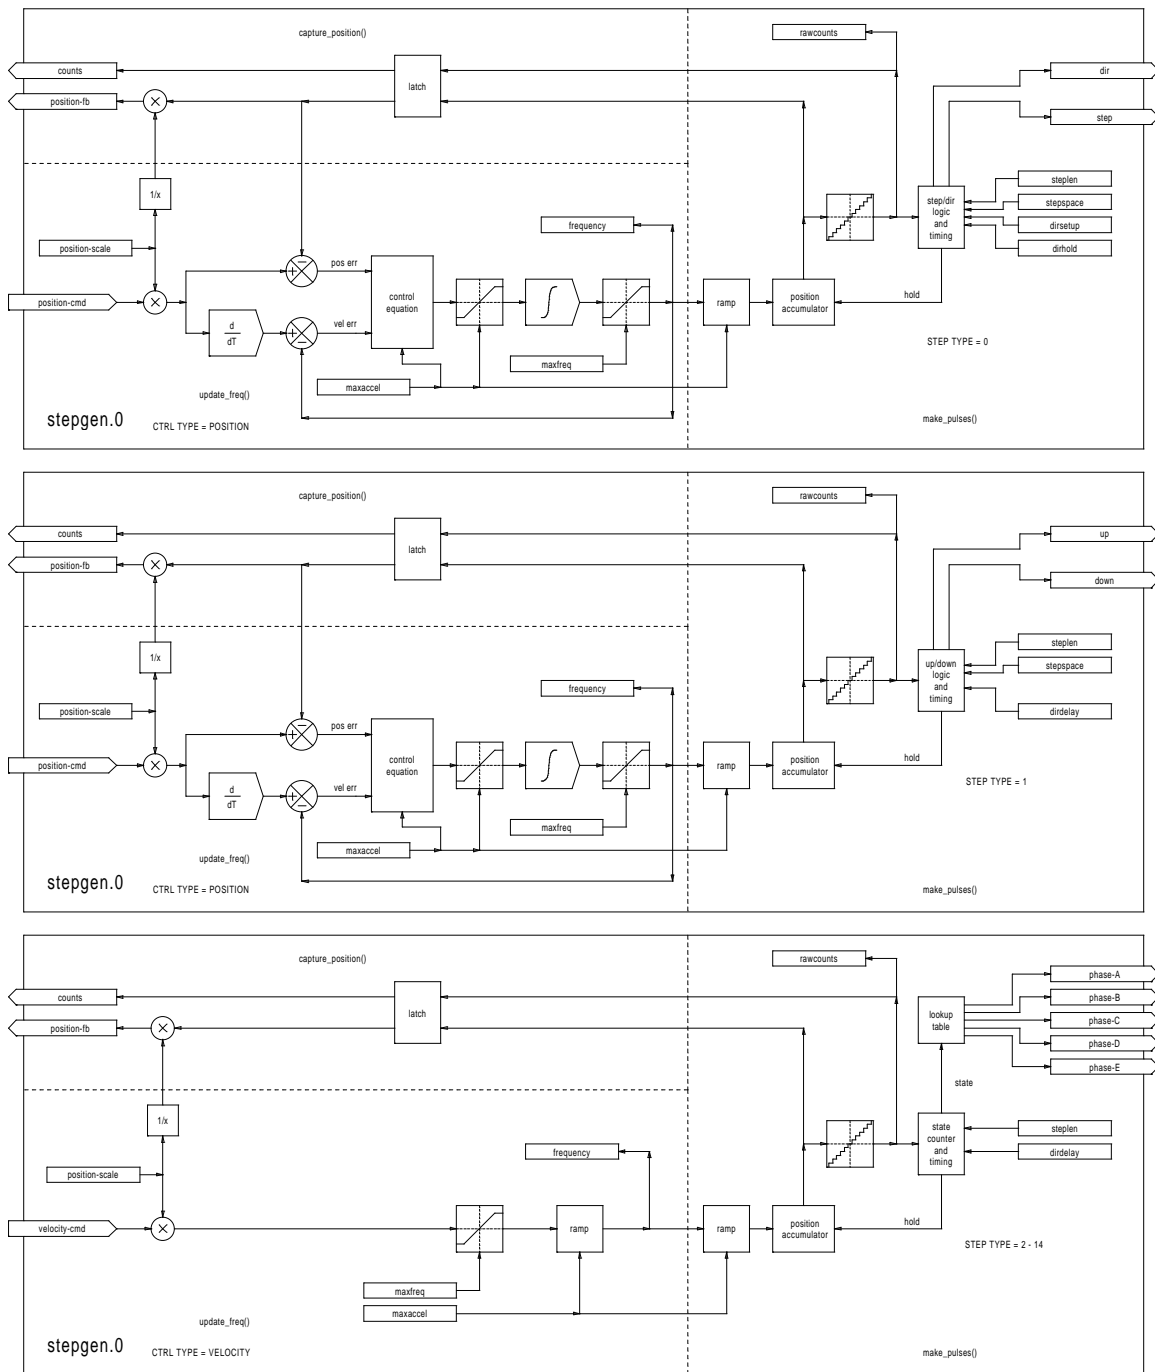 capture_position()
rawcounts
counts
latch
dir
position-fb
step
1/x
steplen
step/dir
logic
and
timing
stepspace
frequency
dirsetup
position-scale
dirhold
pos err
position-cmd
control
equation
ramp
position
accumulator
hold
d
dT
vel err
STEP TYPE = 0
maxfreq
maxaccel
update_freq()
stepgen.0
CTRL TYPE = POSITION
make_pulses()
capture_position()
rawcounts
counts
latch
up
position-fb
down
1/x
steplen
up/down
logic
and
timing
stepspace
frequency
position-scale
dirdelay
pos err
position-cmd
control
equation
ramp
position
accumulator
hold
d
dT
vel err
STEP TYPE = 1
maxfreq
maxaccel
update_freq()
stepgen.0
CTRL TYPE = POSITION
make_pulses()
capture_position()
rawcounts
phase-A
counts
latch
phase-B
lookup
table
phase-C
position-fb
phase-D
phase-E
state
1/x
state
counter
and
timing
steplen
frequency
dirdelay
position-scale
velocity-cmd
ramp
ramp
position
accumulator
hold
STEP TYPE = 2 - 14
maxfreq
maxaccel
update_freq()
stepgen.0
CTRL TYPE = VELOCITY
make_pulses()